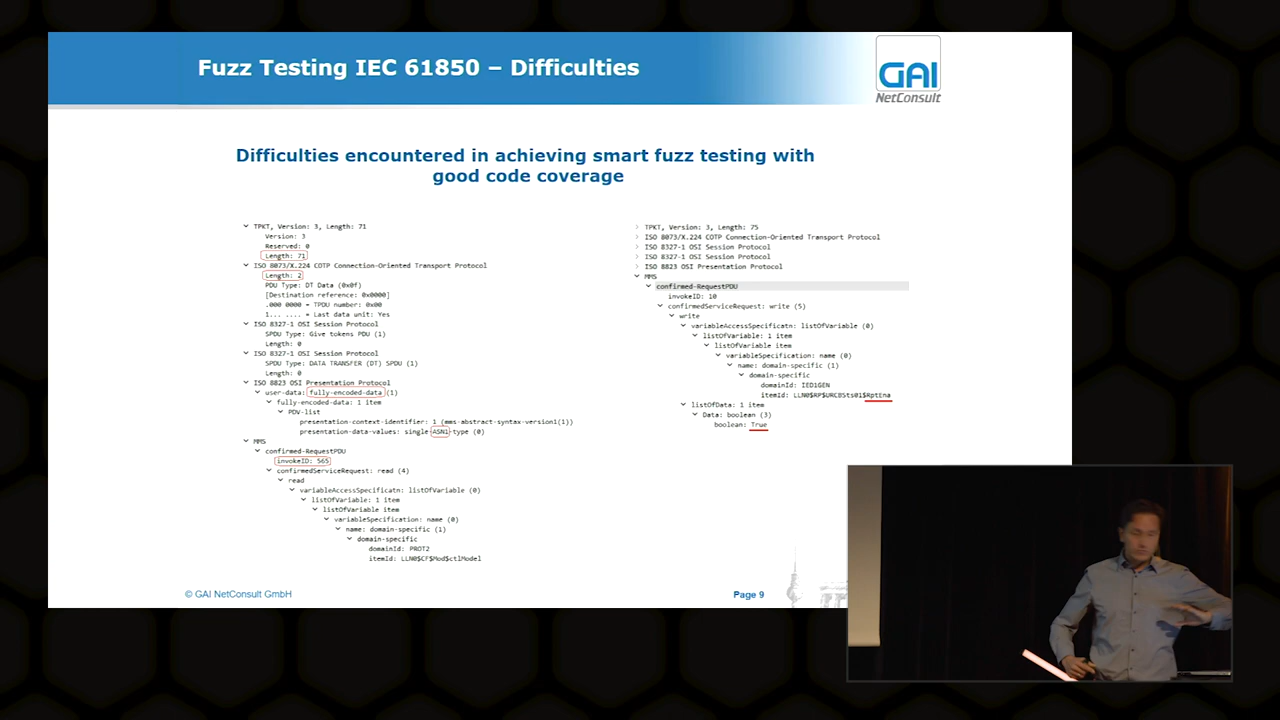 Fuzz Testing IEC 61850 – Difficulties
GAI
NetConsult
Difficulties encountered in achieving smart fuzz testing with
good code coverage
TPKT, Version: 3, Length: 71
Version: 3
Reserved: 0
Length: 71
ISO 8073/X.224 COTP Connection-Oriented Transport Protocol
Length: 2
PDU Type: DT Data (0x0f)
[Destination reference: 0x0000]
.000 0000 = TPDU number: 0x00
1... .... = Last data unit: Yes
ISO 8327-1 OSI Session Protocol
SPDU Type: Give tokens PDU (1)
Length: 0
ISO 8327-1 OSI Session Protocol
SPDU Type: DATA TRANSFER (DT) SPDU (1)
Length: 0
ISO 8823 OSI Presentation Protocol
user-data: fully-encoded-data (1)
fully-encoded-data: 1 item
PDV-list
presentation-context-identifier: 1 (mms-abstract-syntax-version1(1))
presentation-data-values: single-ASN1-type (0)
MMS
confirmed-RequestPDU
invokeID: 565
confirmedServiceRequest: read (4)
read
variableAccessSpecificatn: listOfVariable (0)
listOfVariable: 1 item
listOfVariable item
variableSpecification: name (0)
name: domain-specific (1)
domain-specific
domainId: PROT2
itemId: LLN0$CF$Mod$ctlModel
TPKT, Version: 3, Length: 75
ISO 8073/X.224 COTP Connection-Oriented Transport Protocol
ISO 8327-1 OSI Session Protocol
ISO 8327-1 OSI Session Protocol
ISO 8823 OSI Presentation Protocol
MMS
confirmed-RequestPDU
invokeID: 10
confirmedServiceRequest: write (5)
write
variableAccessSpecificatn: listOfVariable (0)
listOfVariable: 1 item
listOfVariable item
variableSpecification: name (0)
name: domain-specific (1)
domain-specific
domainId: IED1GEN
itemId: LLN0$RP$URCBSts01$RptEna
listOfData: 1 item
Data: boolean (3)
boolean: True
© GAI NetConsult GmbH
Page 9